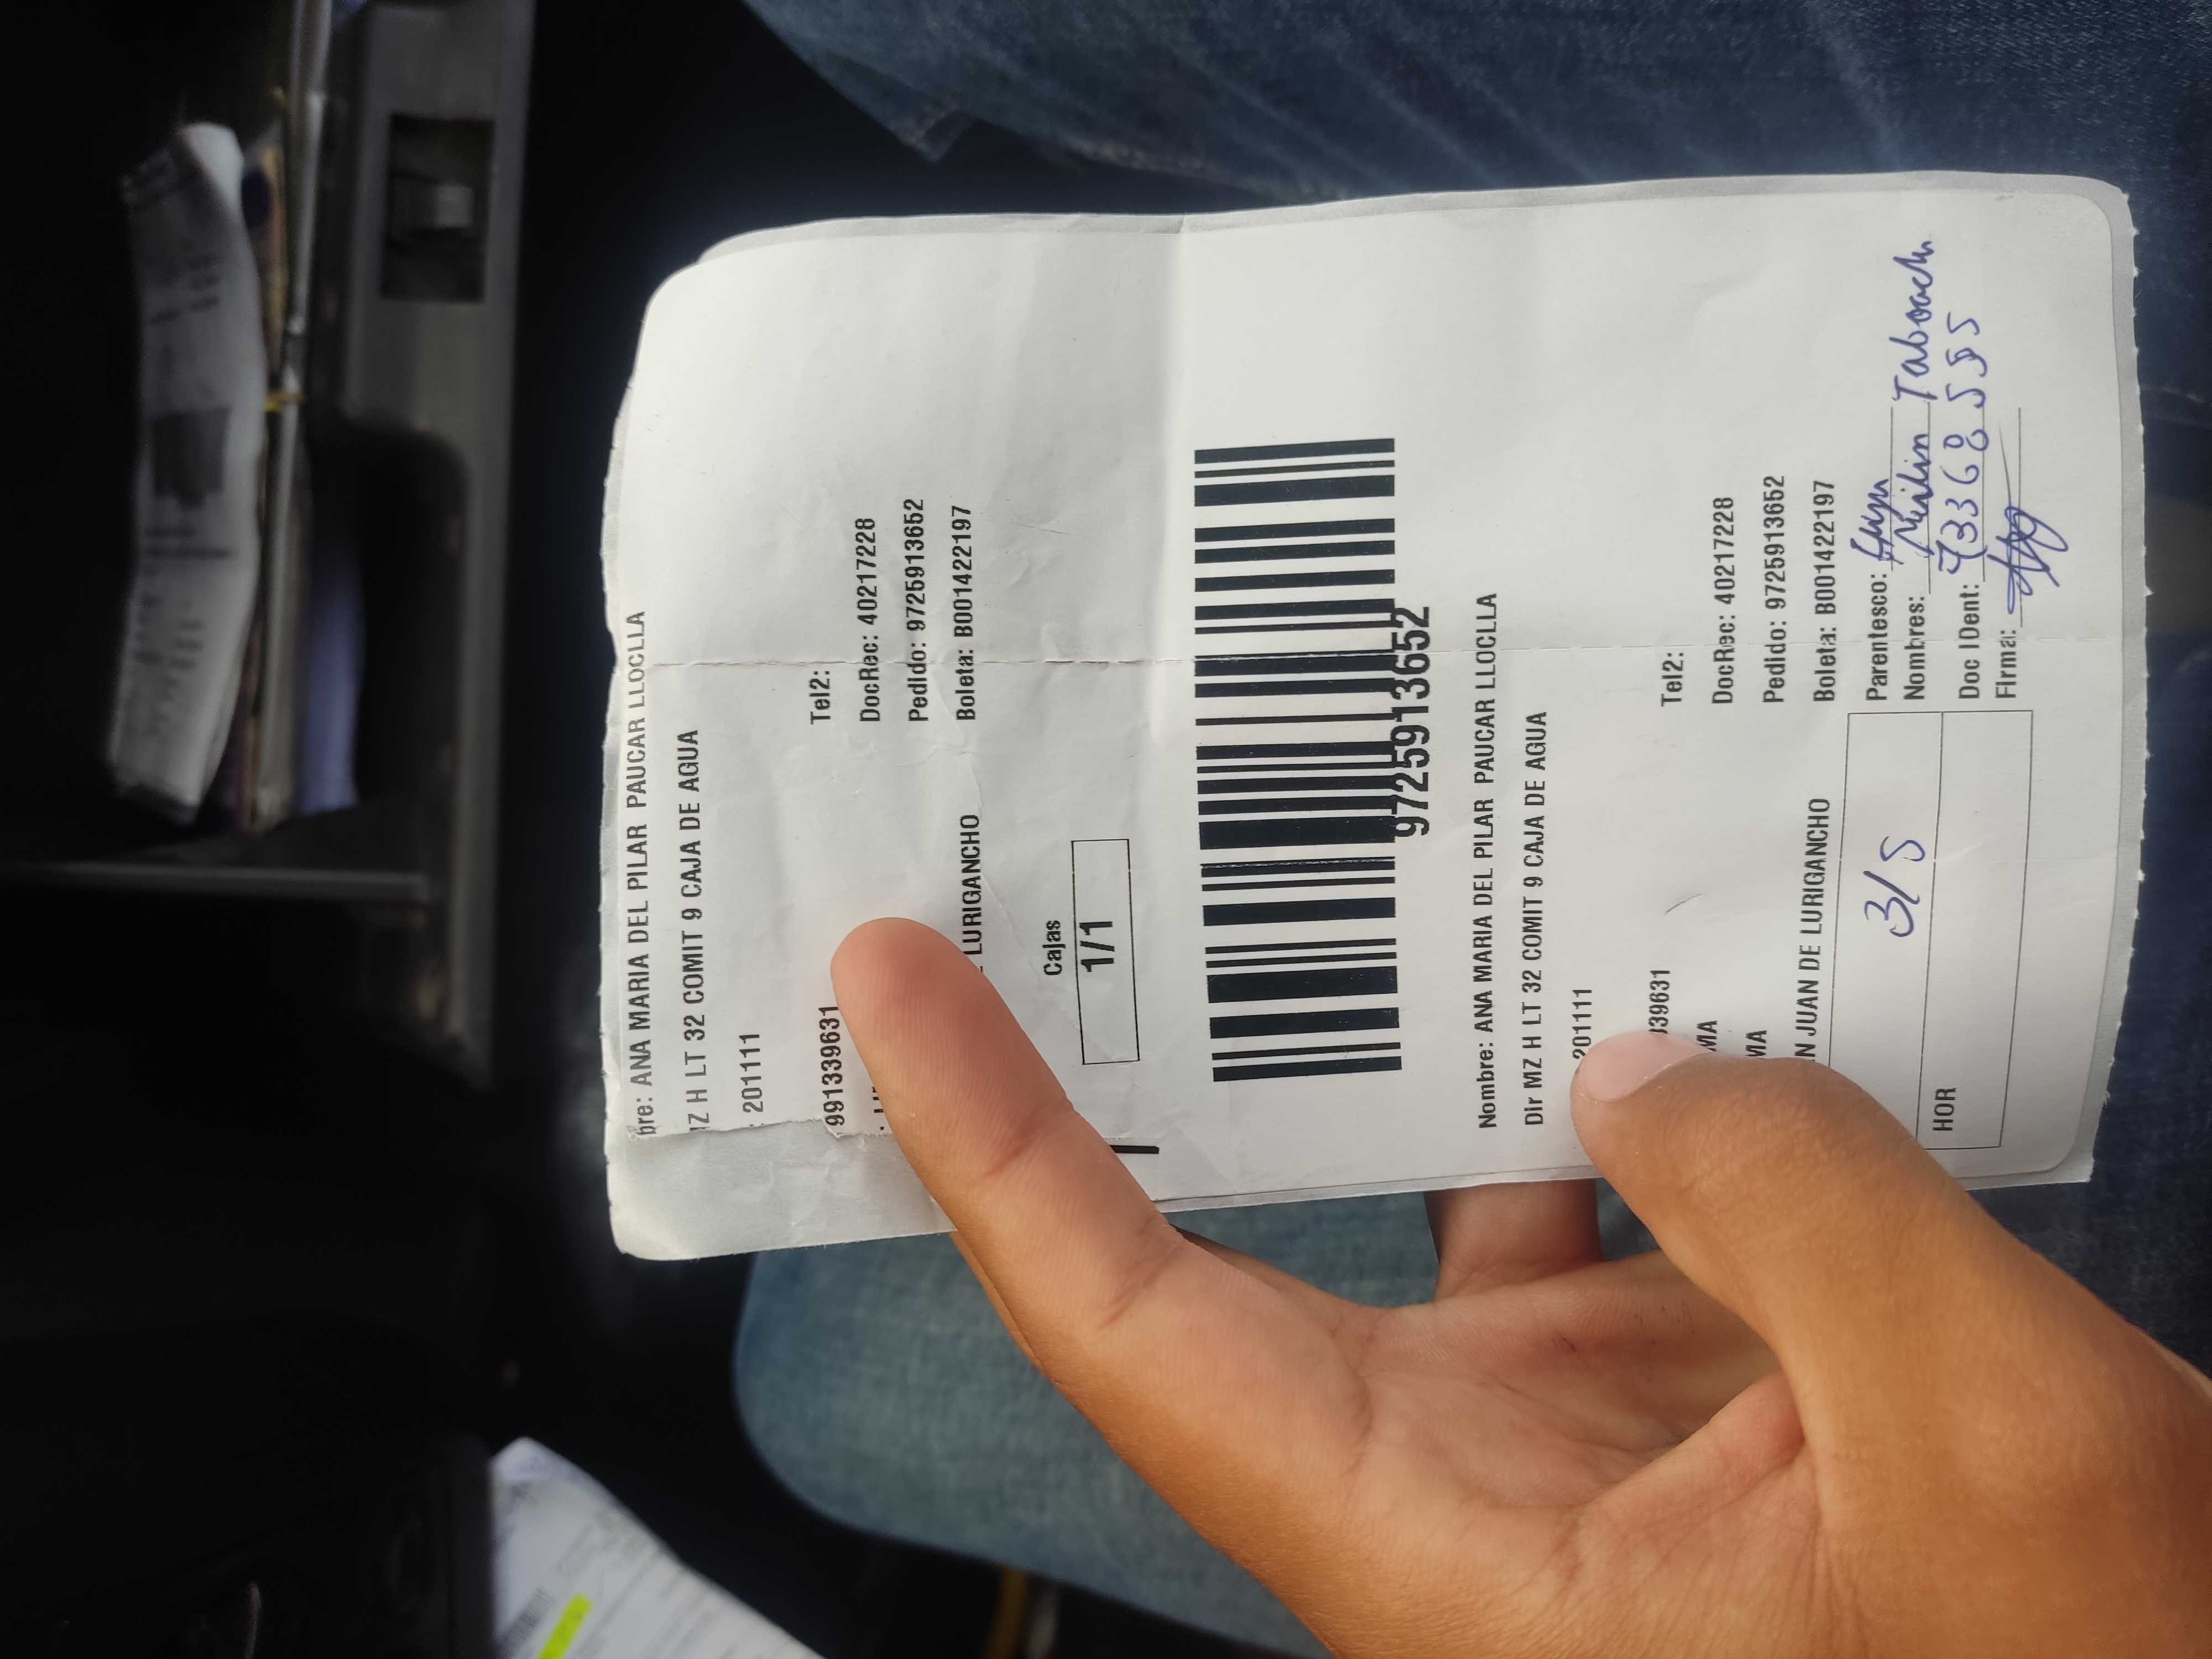 bre: ANA MARIA DEL PILAR PAUCAR LLOCLLA
MZ H LT 32 COMIT 9 CAJA DE AGUA
: 201111
991339631 Tel2:
DocRec: 40217228
Pedido: 9725913652
LURIGANCHO Boleta: B001422197
Cajas
1/1
9725913652
Nombre: ANA MARIA DEL PILAR PAUCAR LLOCLLA
Dir MZ H LT 32 COMIT 9 CAJA DE AGUA
201111
339631 Tel2:
MA DocRec: 40217228
MA Pedido: 9725913652
N JUAN DE LURIGANCHO Boleta: B001422197
3/5 Parentesco:
Nombres:
HOR Doc IDent: 73368555
Firma: